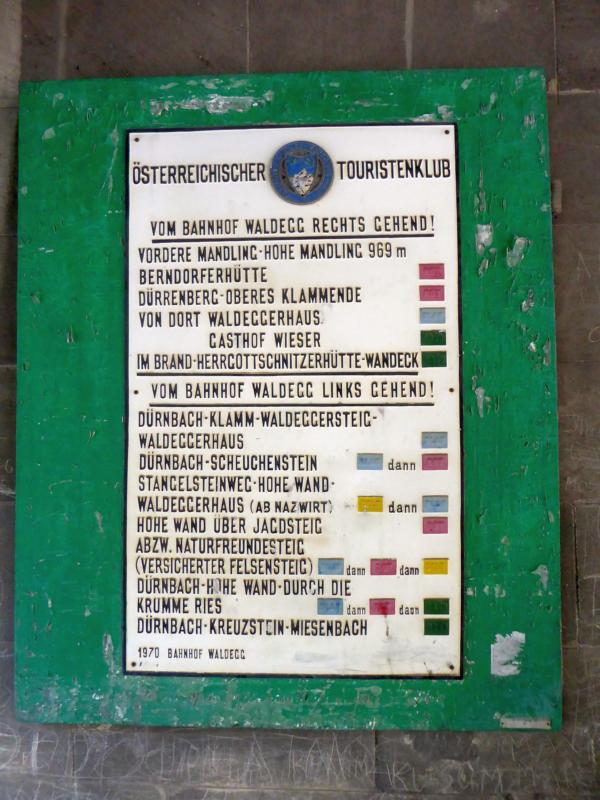 ÖSTERREICHISCHER TOURISTENKLUB
VOM BAHNHOF WALDEGG RECHTS GEHEND!
VORDERE MANDLING-HOHE MANDLING 969 m
BERNDORFERHÜTTE
DÜRRENBERG-OBERES KLAMMENDE
VON DORT WALDEGGERHAUS
GASTHOF WIESER
IM BRAND-HERRGOTTSCHNITZERHÜTTE-WANDECK
VOM BAHNHOF WALDEGG LINKS GEHEND!
DÜRNBACH-KLAMM-WALDEGGERSTEIG-
WALDEGGERHAUS
DÜRNBACH-SCHEUCHENSTEIN dann
STANGELSTEINWEG-HOHE WAND-
WALDEGGERHAUS (AB NAZWIRT) dann
HOHE WAND ÜBER JAGDSTEIG
ABZW. NATURFREUNDESTEIG
(VERSICHERTER FELSENSTEIG) dann dann
DÜRNBACH-HOHE WAND-DURCH DIE
KRUMME RIES dann dann
DÜRNBACH-KREUZSTEIN-MIESENBACH
1970 BAHNHOF WALDEGG